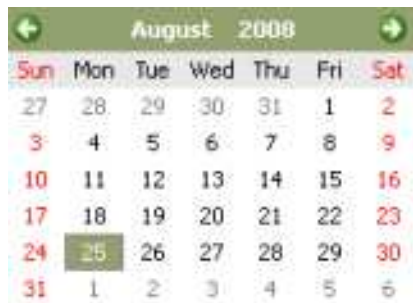 August 2008
Sun Mon Tue Wed Thu Fri Sat
27 28 29 30 31 1 2
3 4 5 6 7 8 9
10 11 12 13 14 15 16
17 18 19 20 21 22 23
24 25 26 27 28 29 30
31 1 2 3 4 5 6